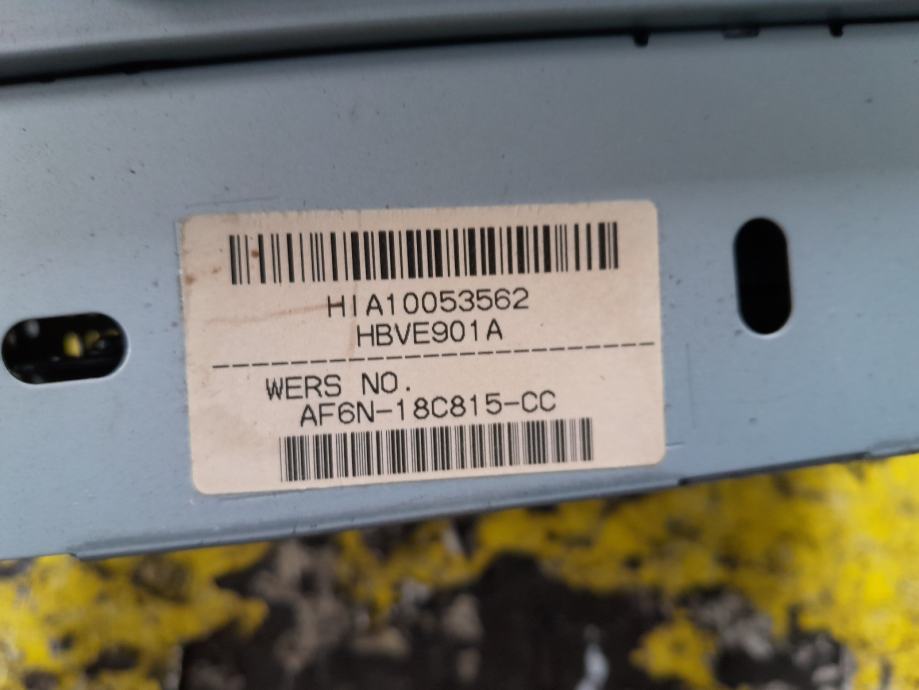 HIA10053562
HBVE901A
WERS NO.
AF6N-18C815-CC